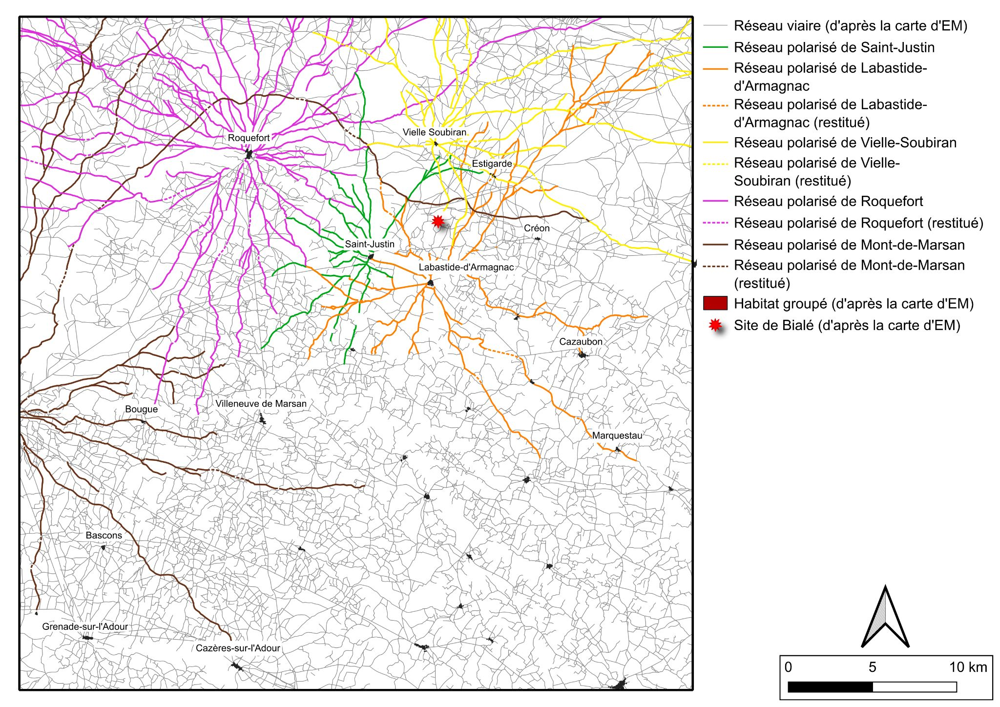 Réseau viaire (d'après la carte d'EM)
Réseau polarisé de Saint-Justin
Réseau polarisé de Labastide-
d'Armagnac
Réseau polarisé de Labastide-
d'Armagnac (restitué)
Réseau polarisé de Vielle-Soubiran
Réseau polarisé de Vielle-
Soubiran (restitué)
Réseau polarisé de Roquefort
Réseau polarisé de Roquefort (restitué)
Réseau polarisé de Mont-de-Marsan
Réseau polarisé de Mont-de-Marsan
(restitué)
Habitat groupé (d'après la carte d'EM)
Site de Bialé (d'après la carte d'EM)
Vielle Soubiran
Roquefort
Estigarde
Créon
Saint-Justin
Labastide-d'Armagnac
Cazaubon
Villeneuve de Marsan
Bougue
Marquestau
Bascons
Grenade-sur-l'Adour
Cazères-sur-l'Adour
0 5 10 km